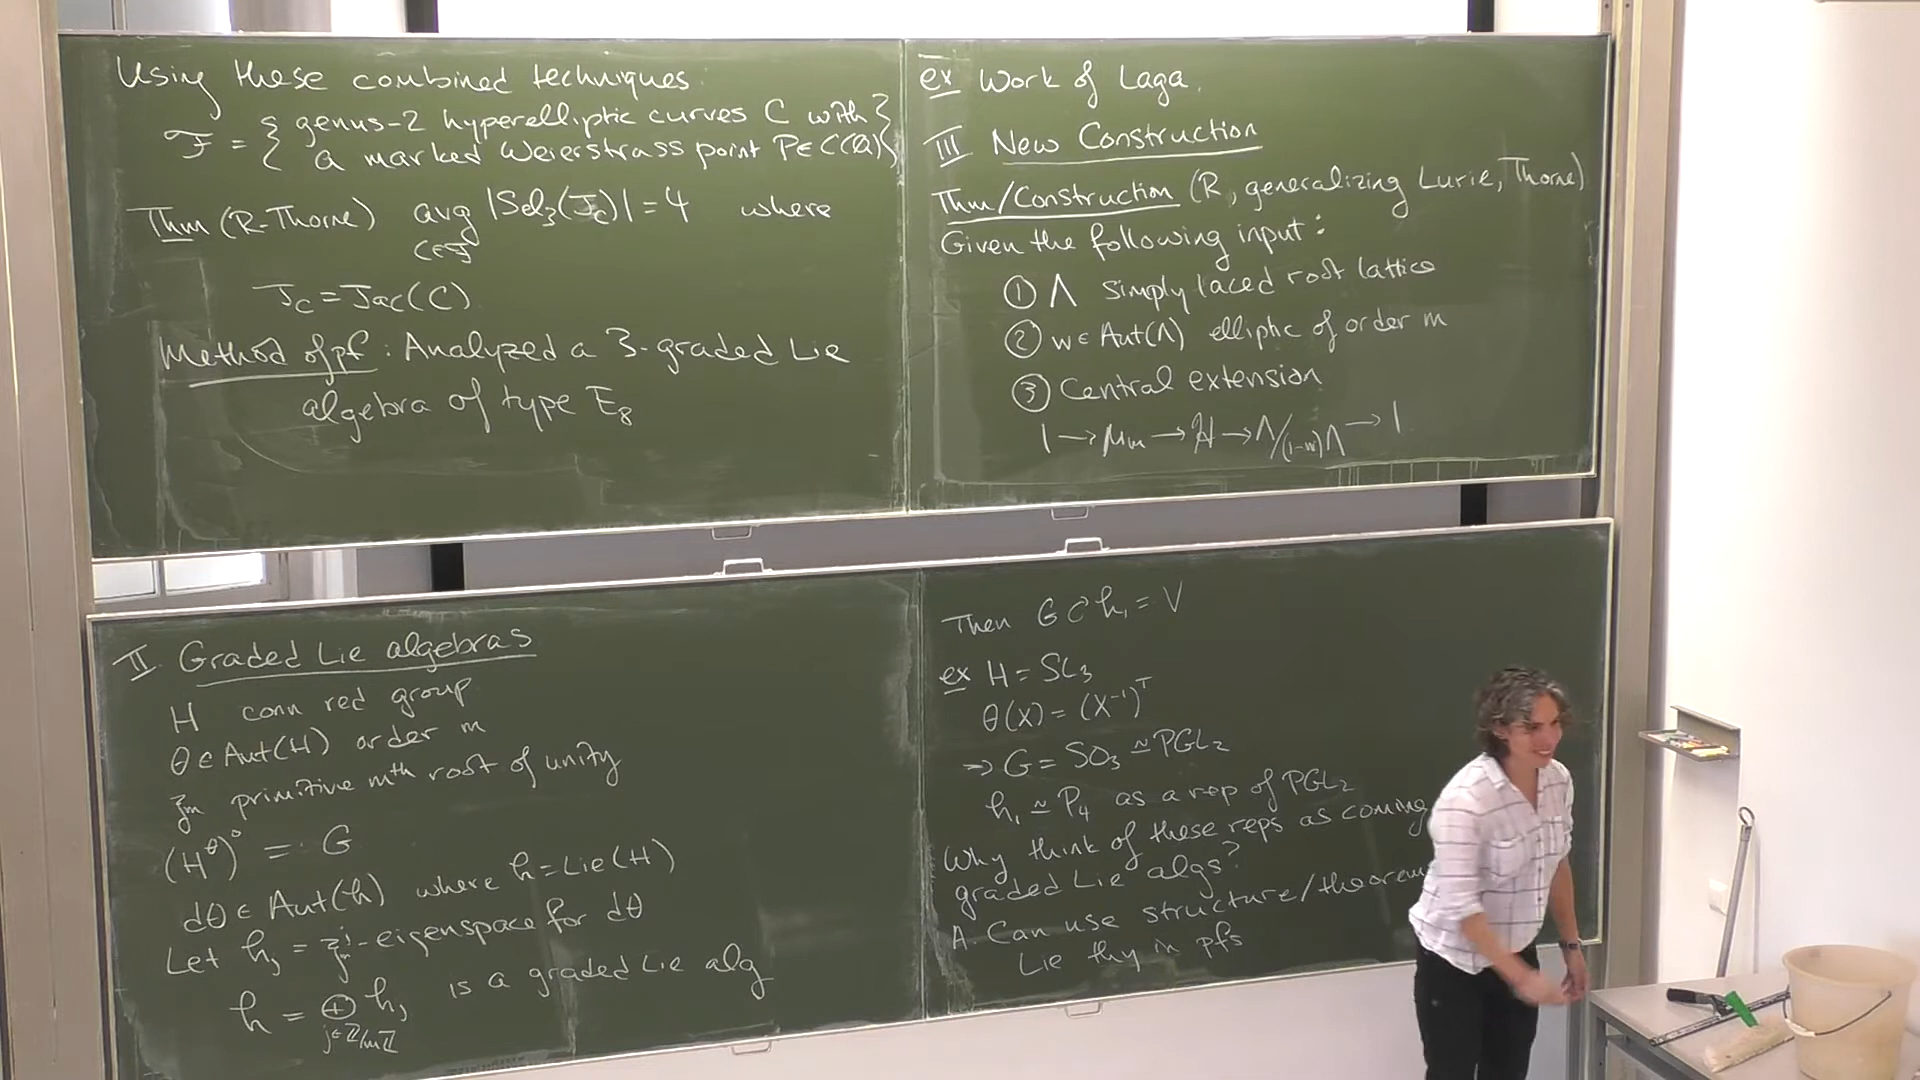 Using these combined techniques:
F = { genus-2 hyperelliptic curves C with
a marked Weierstrass point P∈C(Q) }
Thm (R-Thorne) avg |Sel₃(J_C)| = 4 where
C∈F
J_C = Jac(C)
Method of pf: Analyzed a 3-graded Lie
algebra of type E₈
ex Work of Laga.
III New Construction
Thm/Construction (R, generalizing Lurie, Thorne)
Given the following input:
① Λ simply laced root lattice
② w∈Aut(Λ) elliptic of order m
③ Central extension
1 → μₘ → H → Λ/(1-w)Λ → 1
II Graded Lie algebras
H conn red group
θ∈Aut(H) order m
ζₘ primitive mth root of unity
(H^θ)° = G
dθ∈Aut(h) where h = Lie(H)
Let h_j = ζₘ^j-eigenspace for dθ
h = ⊕ h_j is a graded Lie alg
j∈Z/mZ
Then G↻h₁ = V
ex H = SL₃
θ(X) = (X⁻¹)ᵀ
⇒ G = SO₃ ≃ PGL₂
h₁ ≃ P₄ as a rep of PGL₂
Why think of these reps as coming
graded Lie algs?
A. Can use structure/theorem
Lie thy in pfs